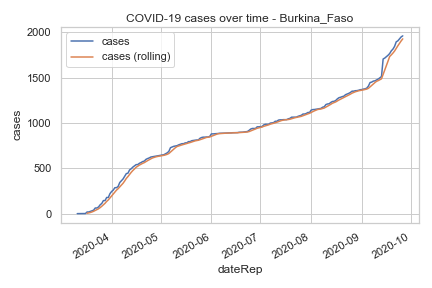 COVID-19 cases over time - Burkina_Faso
cases
cases (rolling)
2000
1500
1000
500
0
cases
2020-04
2020-05
2020-06
2020-07
2020-08
2020-09
2020-10
dateRep